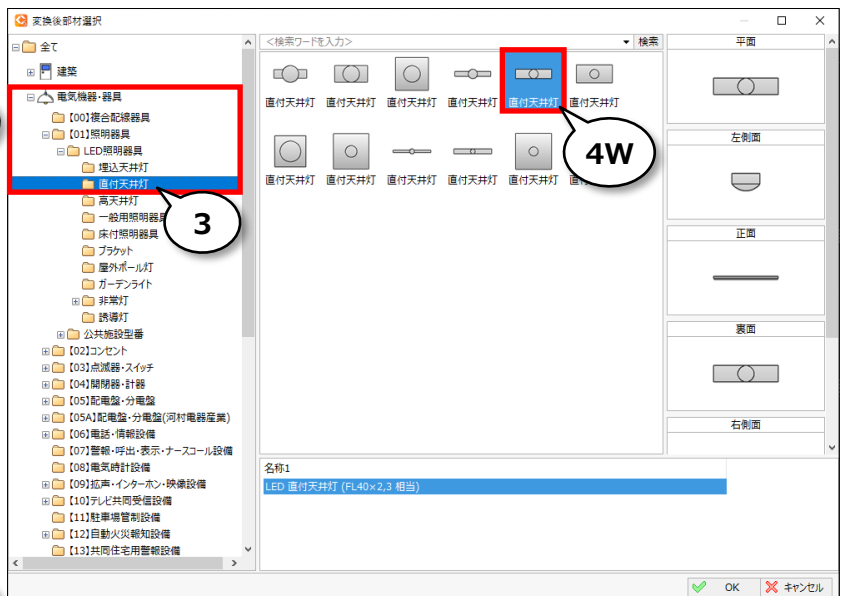 変換後部材選択
全て
建築
電気機器・器具
【00】複合配線器具
【01】照明器具
LED照明器具
埋込天井灯
直付天井灯
高天井灯
一般用照明器具
床付照明器具
ブラケット
屋外ポール灯
ガーデンライト
非常灯
誘導灯
公共施設型番
【02】コンセント
【03】点滅器・スイッチ
【04】開閉器・計器
【05】配電盤・分電盤
【05A】配電盤・分電盤(河村電器産業)
【06】電話・情報設備
【07】警報・呼出・表示・ナースコール設備
【08】電気時計設備
【09】拡声・インターホン・映像設備
【10】テレビ共同受信設備
【11】駐車場管制設備
【12】自動火災報知設備
【13】共同住宅用警報設備
3
<検索ワードを入力>
検索
直付天井灯 直付天井灯 直付天井灯 直付天井灯 直付天井灯 直付天井灯
直付天井灯 直付天井灯 直付天井灯 直付天井灯 直付天井灯
4W
名称1
LED 直付天井灯 (FL40×2,3 相当)
平面
左側面
正面
裏面
右側面
OK
キャンセル